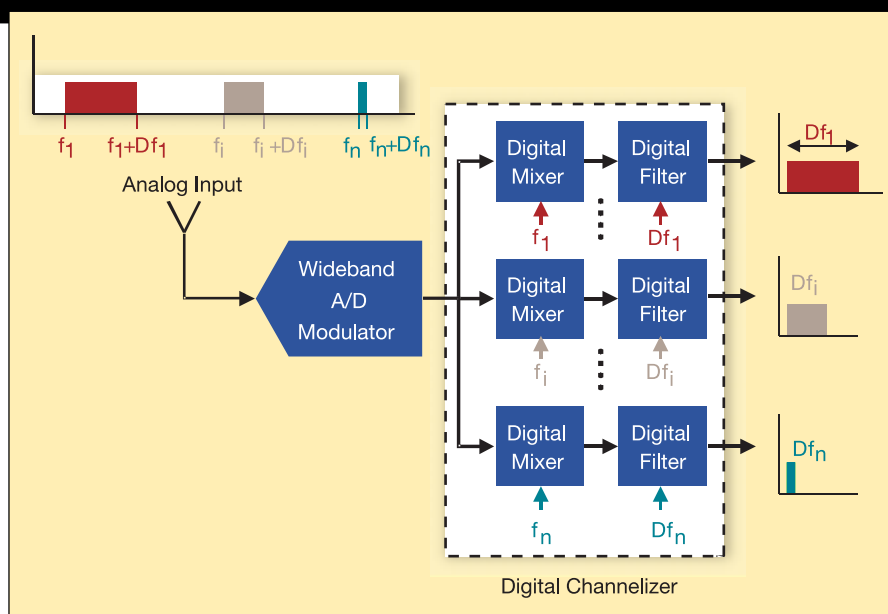 f1 f1+Df1 fi fi+Dfi fn fn+Dfn
Analog Input
Wideband
A/D
Modulator
Digital
Mixer
Digital
Filter
f1 Df1
Digital
Mixer
Digital
Filter
fi Dfi
Digital
Mixer
Digital
Filter
fn Dfn
Digital Channelizer
Df1
Dfi
Dfn